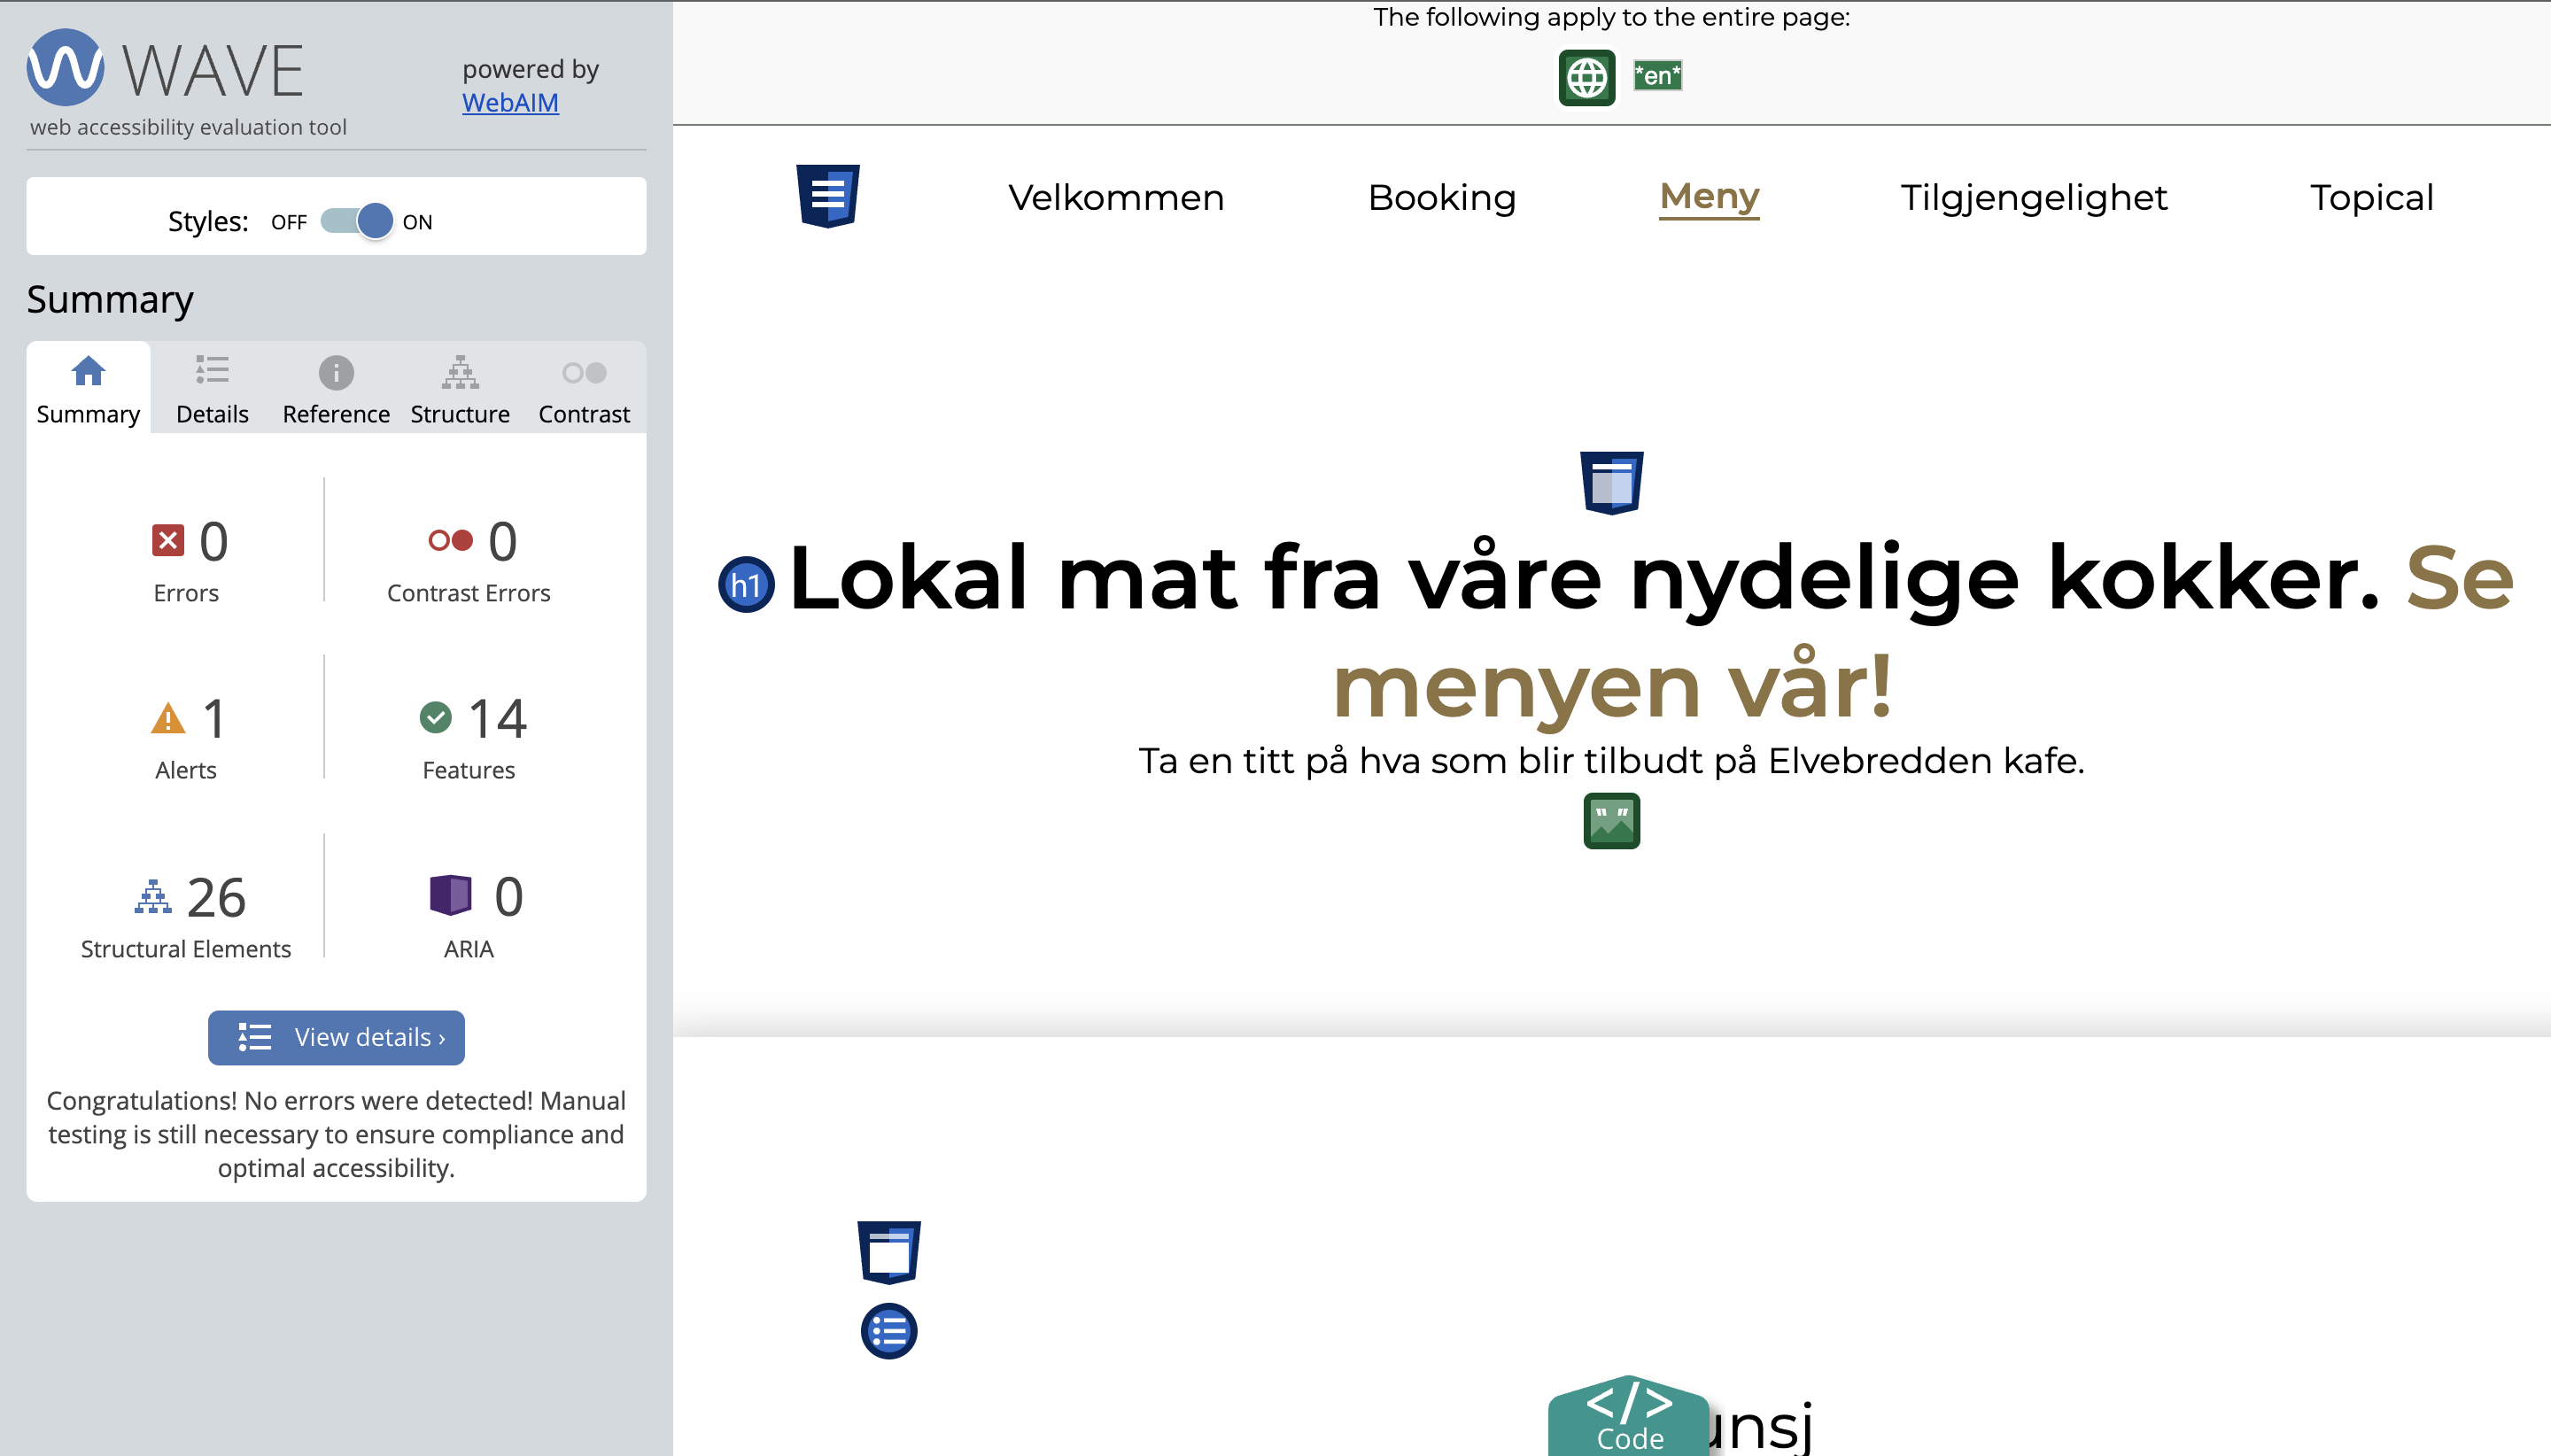 WAVE
powered by
WebAIM
web accessibility evaluation tool
Styles: OFF ON
Summary
Summary Details Reference Structure Contrast
0 Errors
0 Contrast Errors
1 Alerts
14 Features
26 Structural Elements
0 ARIA
View details ›
Congratulations! No errors were detected! Manual
testing is still necessary to ensure compliance and
optimal accessibility.
The following apply to the entire page:
*en*
Velkommen Booking Meny Tilgjengelighet Topical
h1 Lokal mat fra våre nydelige kokker. Se
menyen vår!
Ta en titt på hva som blir tilbudt på Elvebredden kafe.
</>
Code